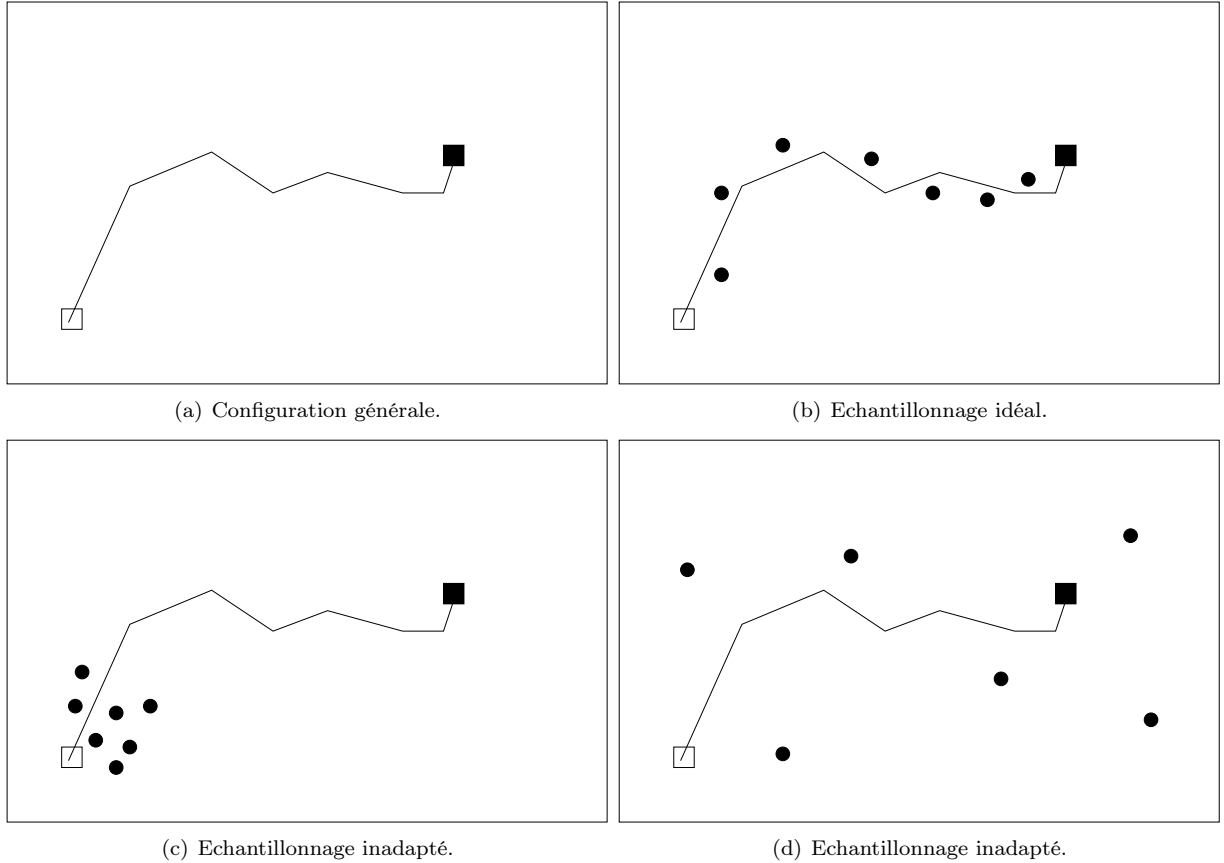 (a) Configuration générale.
(b) Echantillonnage idéal.
(c) Echantillonnage inadapté.
(d) Echantillonnage inadapté.